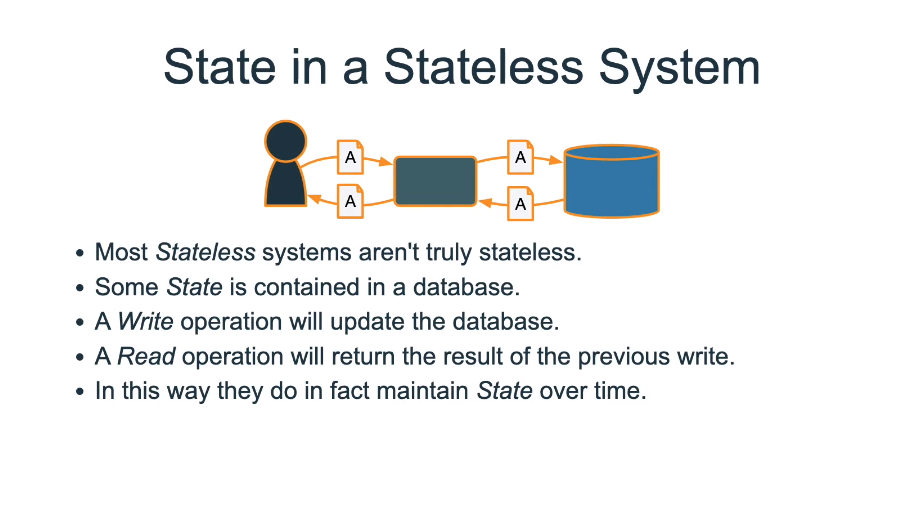 State in a Stateless System
A
A
A
A
• Most Stateless systems aren't truly stateless.
• Some State is contained in a database.
• A Write operation will update the database.
• A Read operation will return the result of the previous write.
• In this way they do in fact maintain State over time.